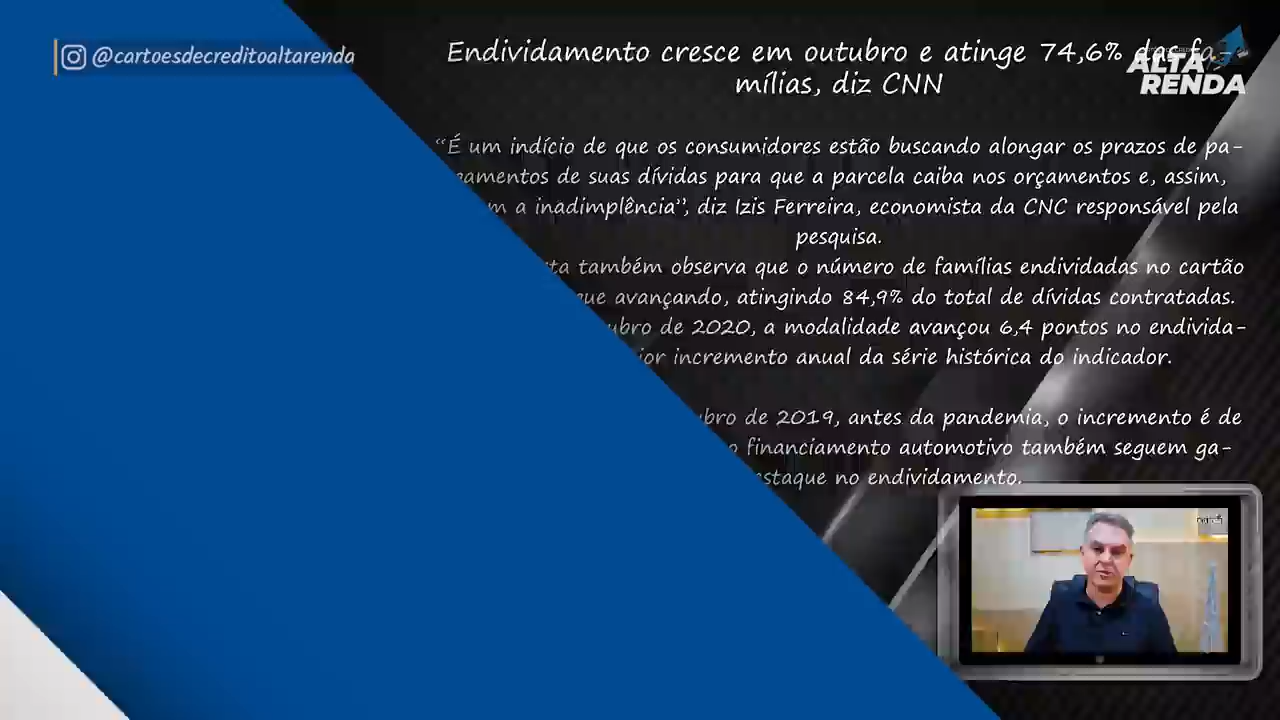 @cartoesdecreditoaltarenda
Endividamento cresce em outubro e atinge 74,6% das fa-
mílias, diz CNN
ALTA
RENDA
“É um indício de que os consumidores estão buscando alongar os prazos de pa-
gamentos de suas dívidas para que a parcela caiba nos orçamentos e, assim,
a inadimplência”, diz Izis Ferreira, economista da CNC responsável pela
pesquisa.
também observa que o número de famílias endividadas no cartão
avançando, atingindo 84,9% do total de dívidas contratadas.
de 2020, a modalidade avançou 6,4 pontos no endivida-
incremento anual da série histórica do indicador.
de 2019, antes da pandemia, o incremento é de
o financiamento automotivo também seguem ga-
no endividamento.